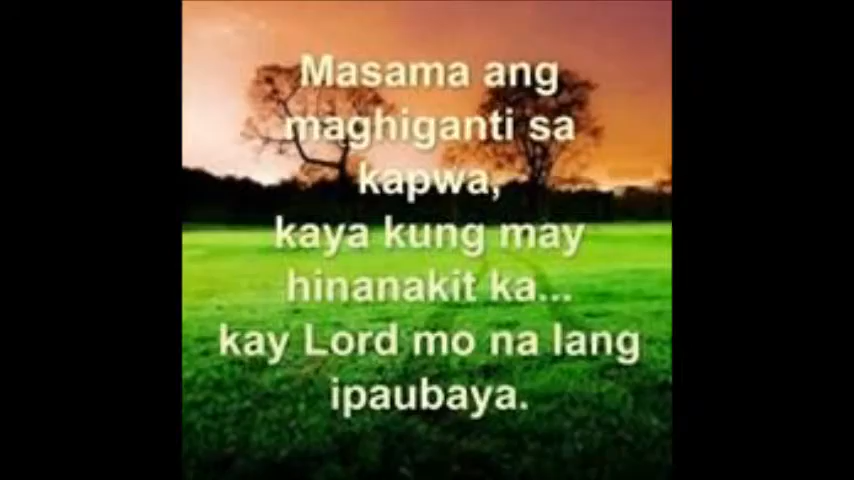 Masama ang
maghiganti sa
kapwa,
kaya kung may
hinanakit ka...
kay Lord mo na lang
ipaubaya.